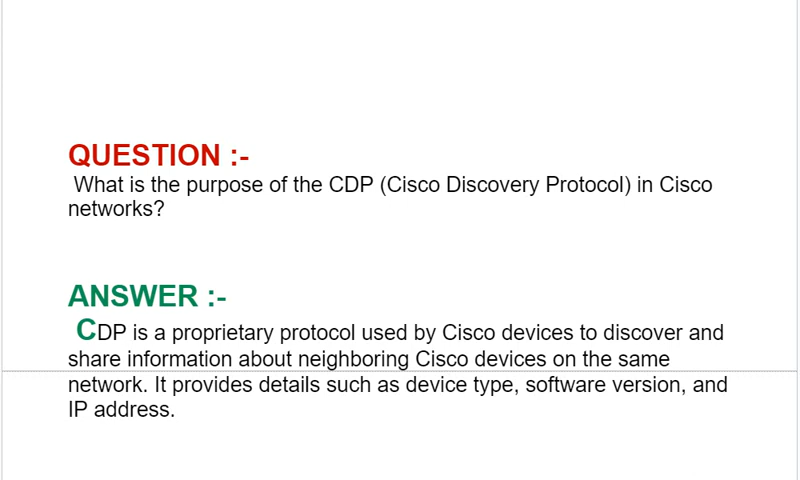 QUESTION :-
What is the purpose of the CDP (Cisco Discovery Protocol) in Cisco
networks?
ANSWER :-
CDP is a proprietary protocol used by Cisco devices to discover and
share information about neighboring Cisco devices on the same
network. It provides details such as device type, software version, and
IP address.